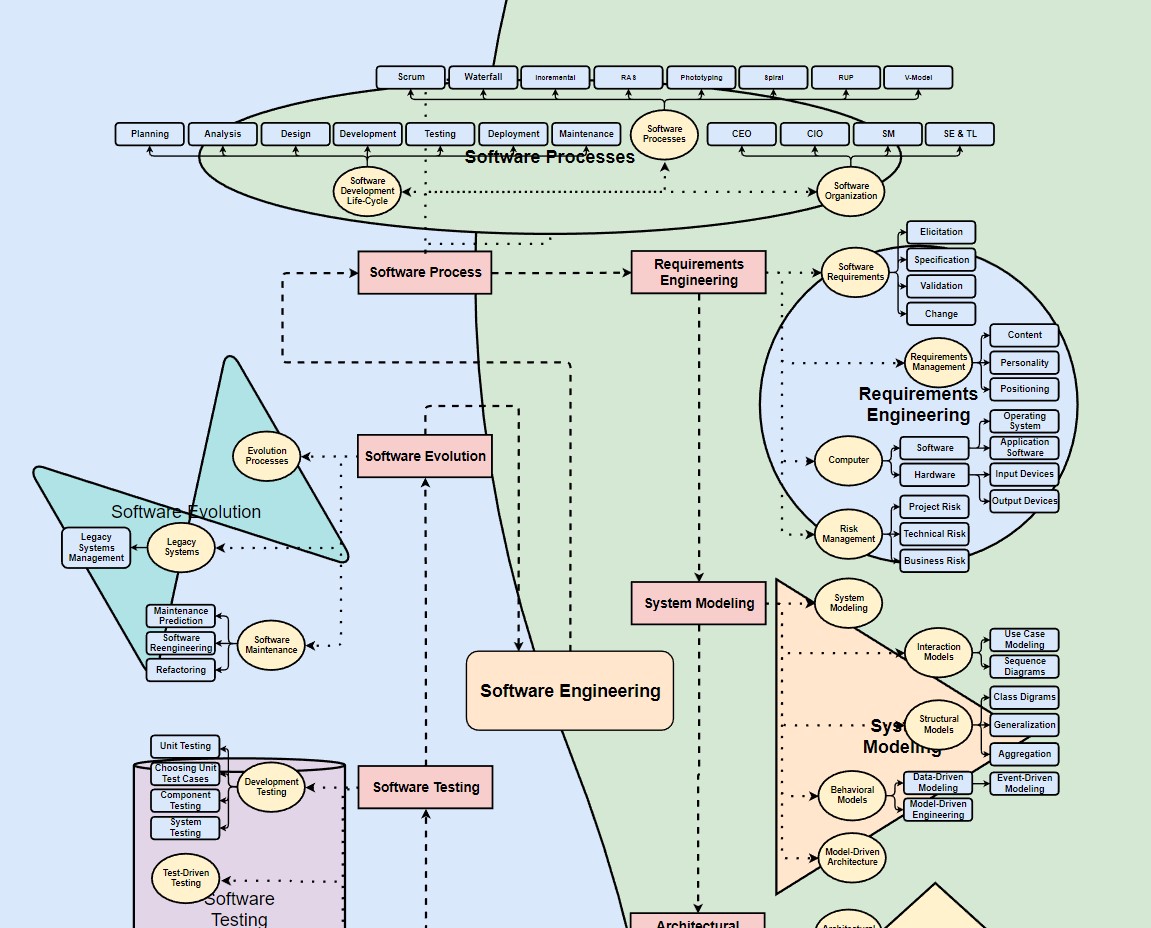 Scrum
Waterfall
Incremental
RAS
Phototyping
Spiral
RUP
V-Model
Planning
Analysis
Design
Development
Testing
Deployment
Maintenance
Software
Processes
CEO
CIO
SM
SE & TL
Software Processes
Software
Development
Life-Cycle
Software
Organization
Software Process
Requirements
Engineering
Software
Requirements
Elicitation
Specification
Validation
Change
Requirements
Management
Content
Personality
Positioning
Requirements
Engineering
Computer
Software
Hardware
Operating
System
Application
Software
Input Devices
Output Devices
Risk
Management
Project Risk
Technical Risk
Business Risk
Software Evolution
Evolution
Processes
Software Evolution
Legacy
Systems
Legacy
Systems
Management
Software
Maintenance
Maintenance
Prediction
Software
Reengineering
Refactoring
System Modeling
System
Modeling
Interaction
Models
Use Case
Modeling
Sequence
Diagrams
Structural
Models
Class Digrams
Generalization
Aggregation
Sys
Modeling
Behavioral
Models
Data-Driven
Modeling
Event-Driven
Modeling
Model-Driven
Engineering
Model-Driven
Architecture
Software Engineering
Software Testing
Development
Testing
Unit Testing
Choosing Unit
Test Cases
Component
Testing
System
Testing
Test-Driven
Testing
Software
Testing
Architectural
Architectural